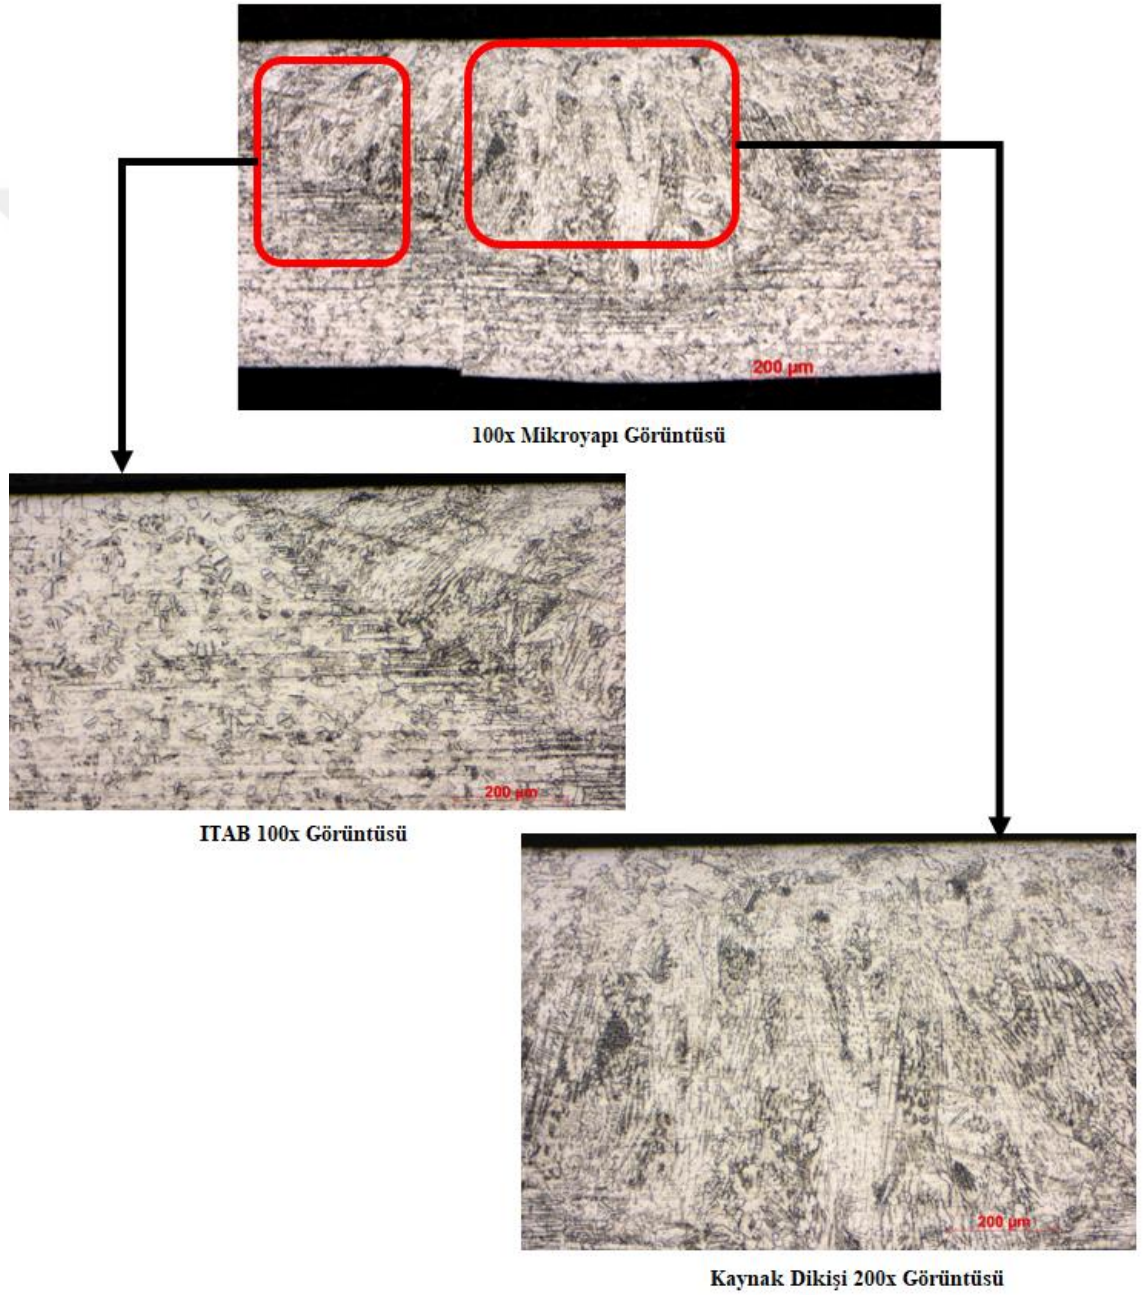 200 µm
100x Mikroyapı Görüntüsü
200 µm
ITAB 100x Görüntüsü
200 µm
Kaynak Dikişi 200x Görüntüsü